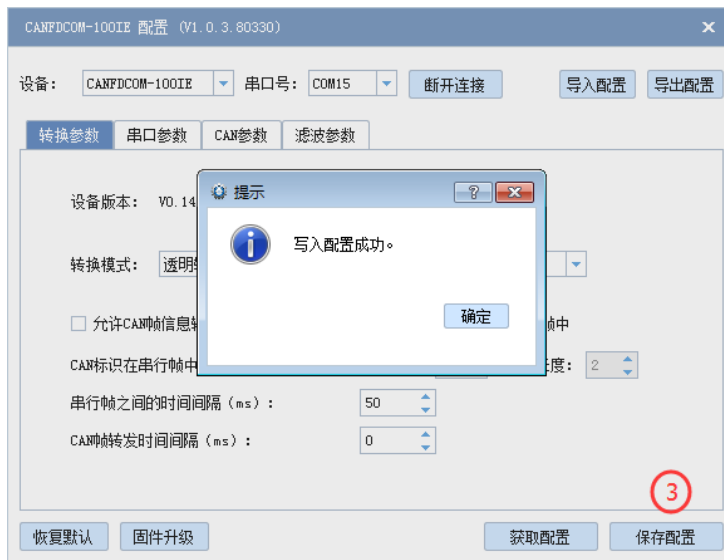 CANFDCOM-100IE 配置 (V1.0.3.80330)
设备: CANFDCOM-100IE 串口号: COM15 断开连接 导入配置 导出配置
转换参数 串口参数 CAN参数 滤波参数
提示
设备版本: V0.14
写入配置成功。
转换模式: 透明
确定
允许CAN帧信息 帧中
CAN标识在串行帧中 度: 2
串行帧之间的时间间隔(ms): 50
CAN帧转发时间间隔(ms): 0
3
恢复默认 固件升级 获取配置 保存配置